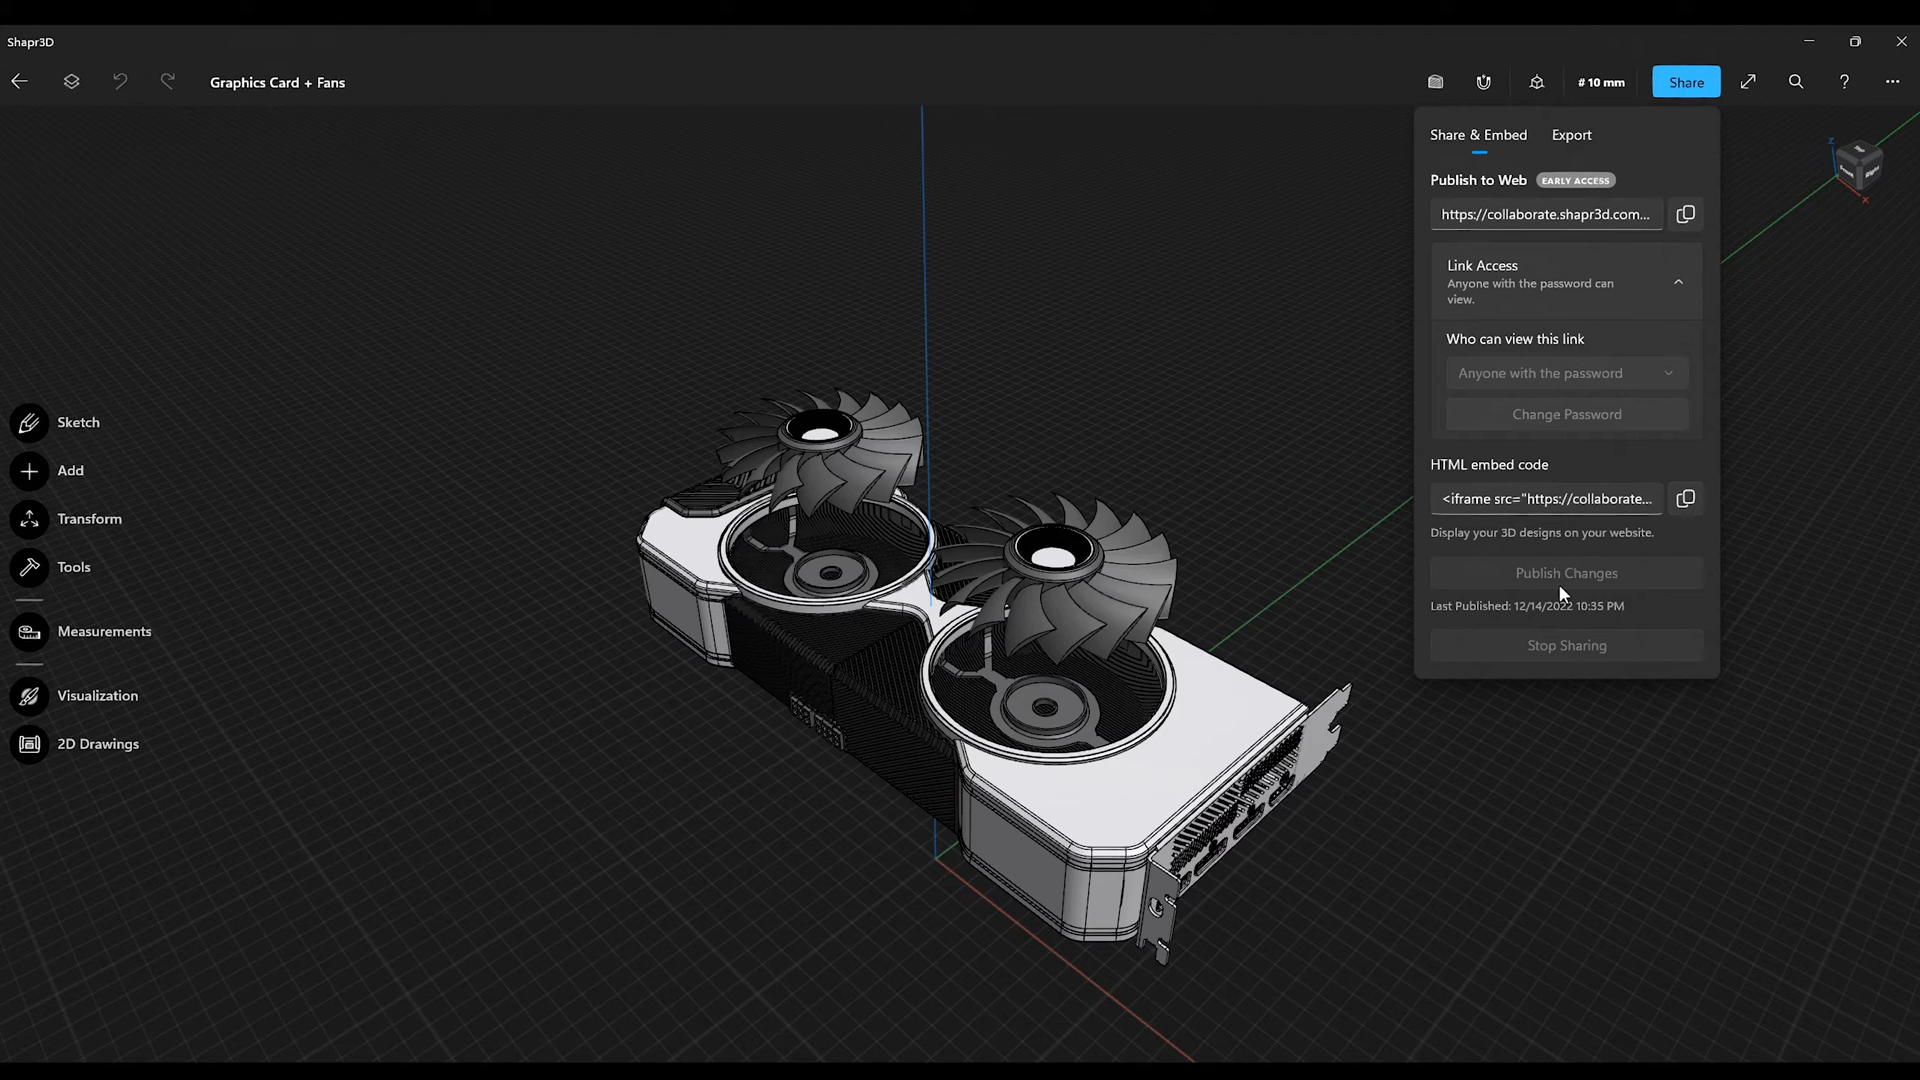 Shapr3D
Graphics Card + Fans
# 10 mm
Share
Share & Embed
Export
Publish to Web
EARLY ACCESS
https://collaborate.shapr3d.com...
Link Access
Anyone with the password can
view.
Who can view this link
Anyone with the password
Change Password
HTML embed code
<iframe src="https://collaborate...
Display your 3D designs on your website.
Publish Changes
Last Published: 12/14/2022 10:35 PM
Stop Sharing
Sketch
Add
Transform
Tools
Measurements
Visualization
2D Drawings
Z
Front
Right
X